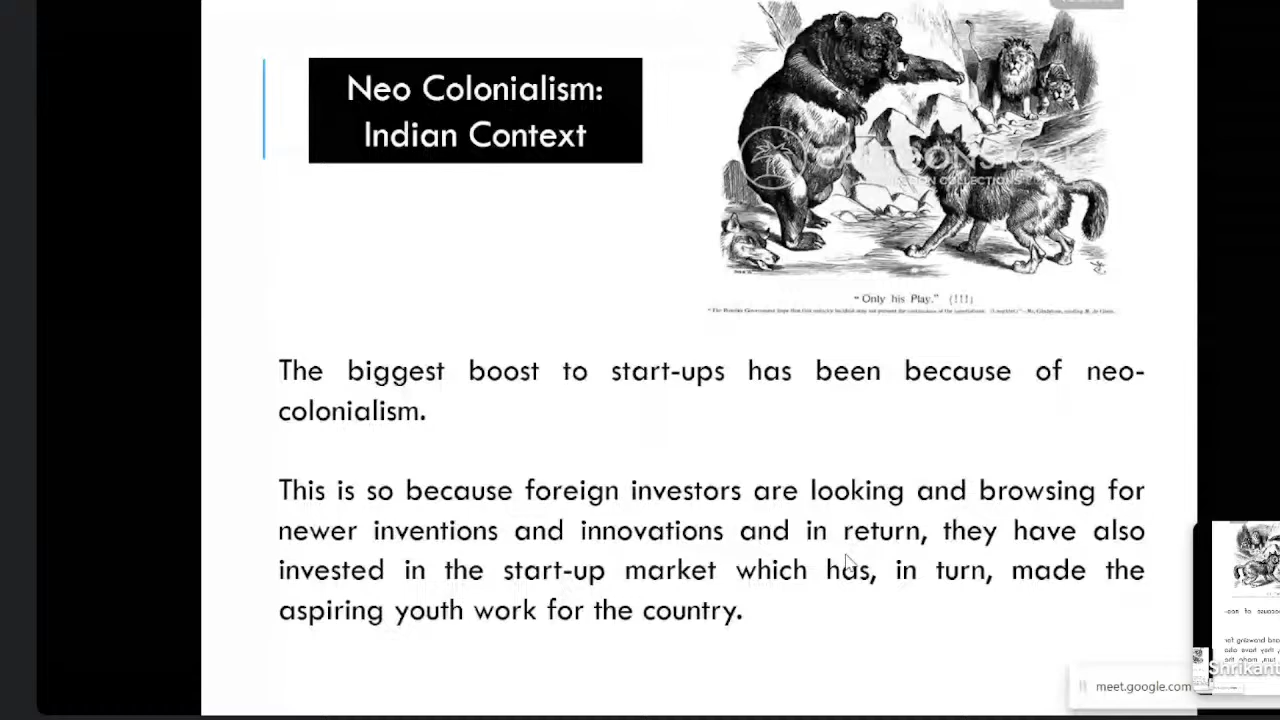 Neo Colonialism:
Indian Context
CARTOONSTOCK
"Only his Play." (!!!)
The biggest boost to start-ups has been because of neo-
colonialism.
This is so because foreign investors are looking and browsing for
newer inventions and innovations and in return, they have also
invested in the start-up market which has, in turn, made the
aspiring youth work for the country.
Shrikant
meet.google.com